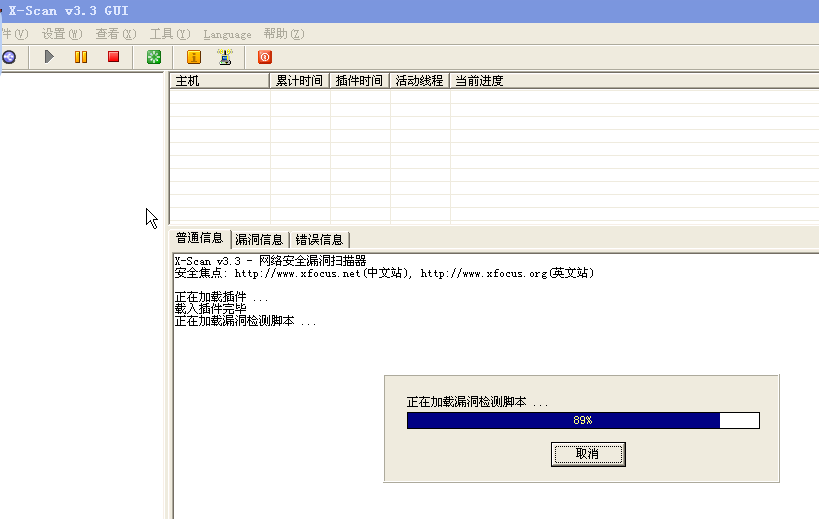 X-Scan v3.3 GUI
件(V) 设置(W) 查看(X) 工具(Y) Language 帮助(Z)
主机 累计时间 插件时间 活动线程 当前进度
普通信息 漏洞信息 错误信息
X-Scan v3.3 - 网络安全漏洞扫描器
安全焦点: http://www.xfocus.net(中文站), http://www.xfocus.org(英文站)
正在加载插件 ...
载入插件完毕
正在加载漏洞检测脚本 ...
正在加载漏洞检测脚本 ...
89%
取消